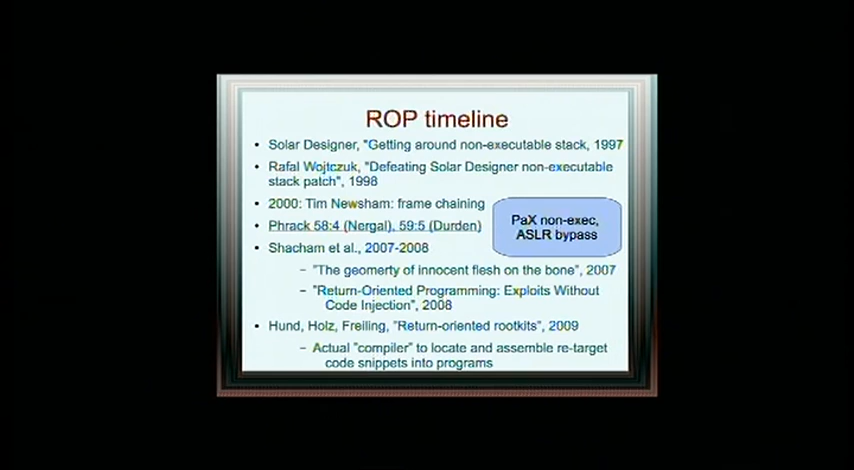 ROP timeline
• Solar Designer, "Getting around non-executable stack, 1997
• Rafal Wojtczuk, "Defeating Solar Designer non-executable
stack patch", 1998
• 2000: Tim Newsham: frame chaining
• Phrack 58:4 (Nergal), 59:5 (Durden)
PaX non-exec,
ASLR bypass
• Shacham et al., 2007-2008
– "The geomerty of innocent flesh on the bone", 2007
– "Return-Oriented Programming: Exploits Without
Code Injection", 2008
• Hund, Holz, Freiling, "Return-oriented rootkits", 2009
– Actual "compiler" to locate and assemble re-target
code snippets into programs